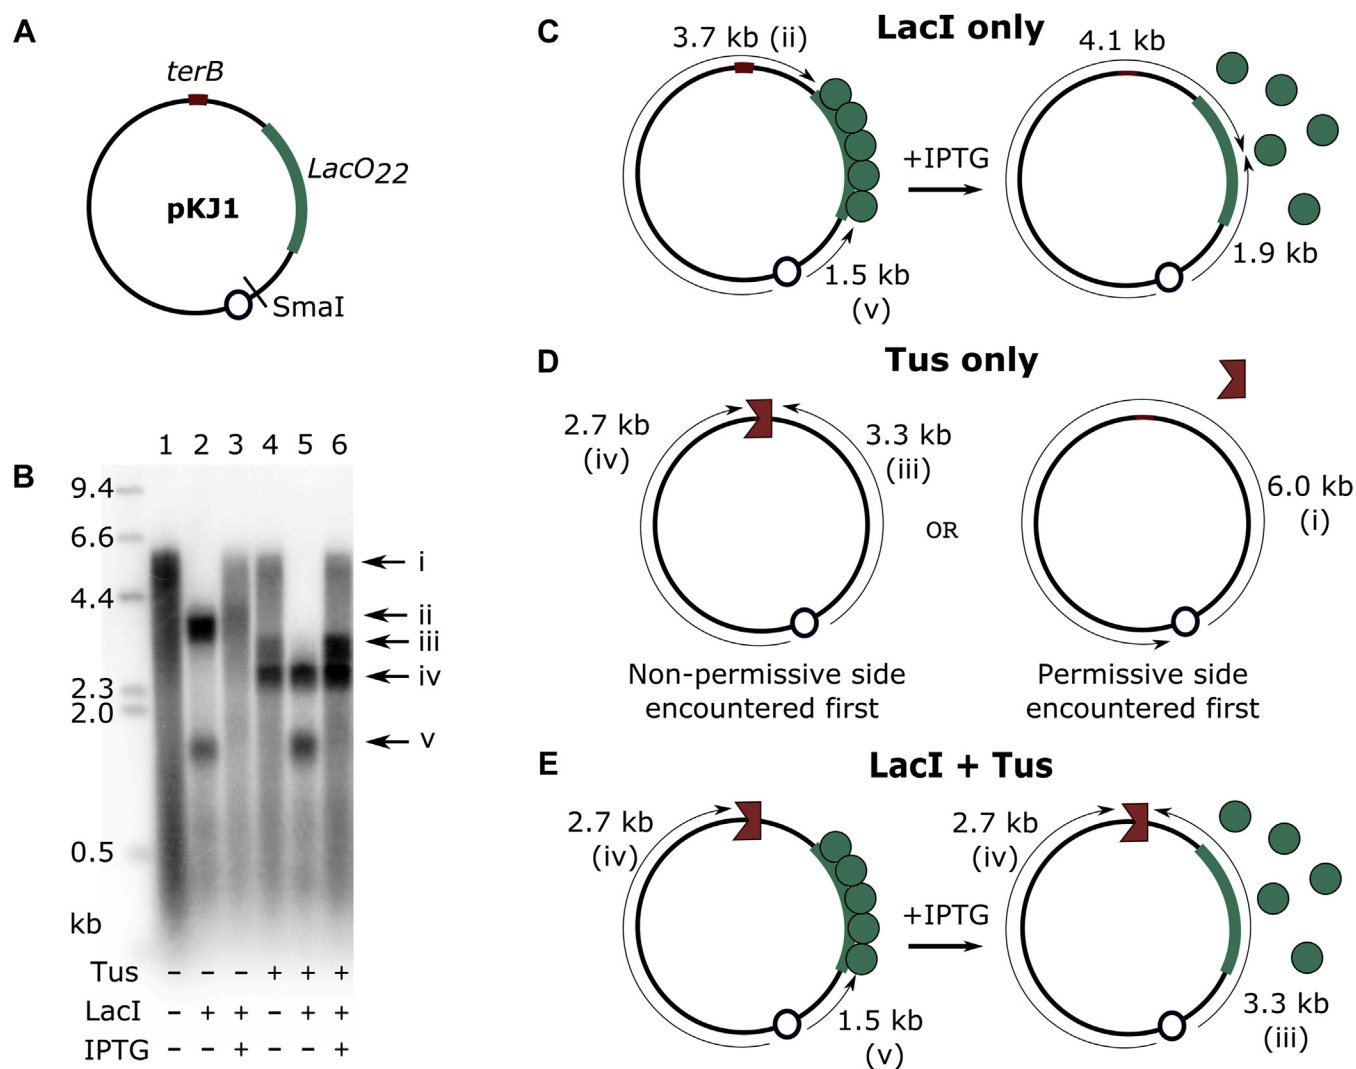 A
terB
LacO22
pKJ1
SmaI
B
1 2 3 4 5 6
9.4
6.6
4.4
2.3
2.0
0.5
kb
i
ii
iii
iv
v
Tus – – – + + +
LacI – + + – + +
IPTG – – + – – +
C
LacI only
3.7 kb (ii)
1.5 kb
(v)
+IPTG
4.1 kb
1.9 kb
D
Tus only
2.7 kb
(iv)
3.3 kb
(iii)
Non-permissive side
encountered first
OR
6.0 kb
(i)
Permissive side
encountered first
E
LacI + Tus
2.7 kb
(iv)
1.5 kb
(v)
+IPTG
2.7 kb
(iv)
3.3 kb
(iii)